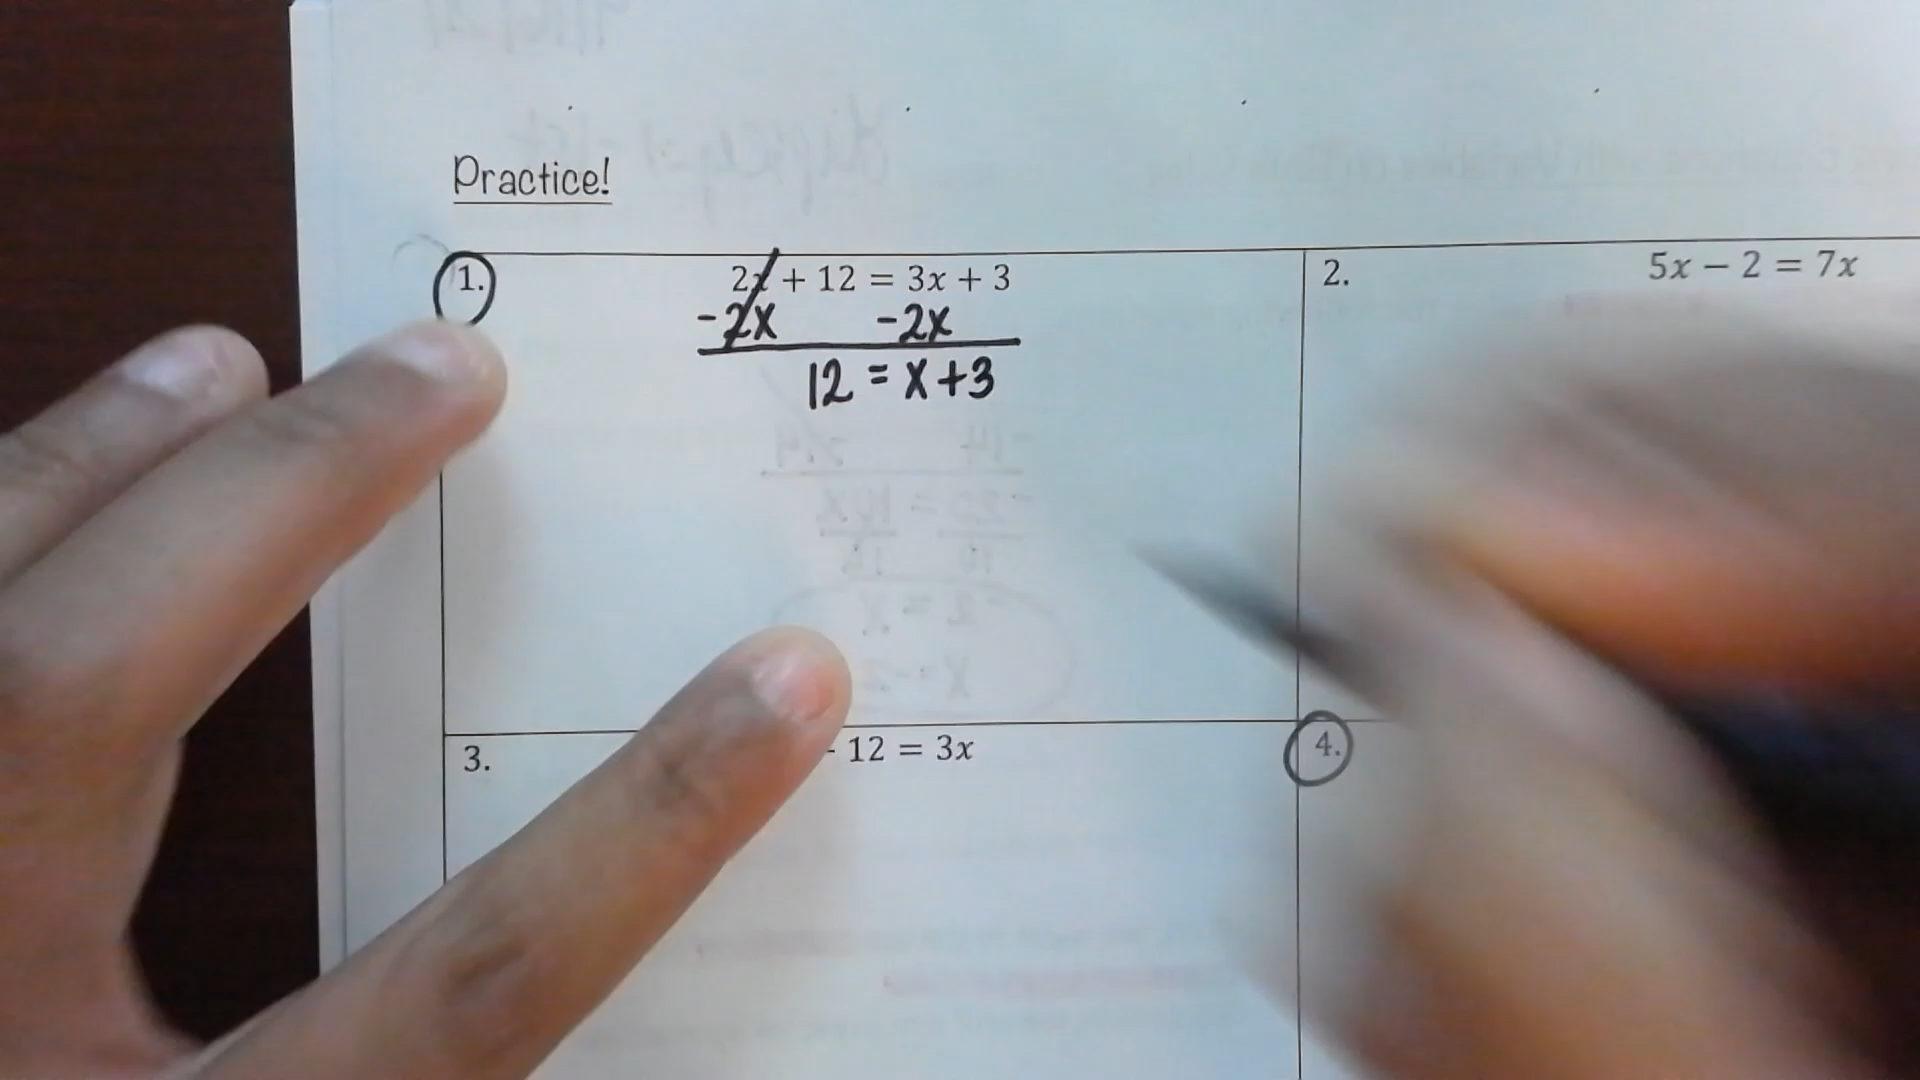 Practice!
1. 2x + 12 = 3x + 3
-2x -2x
12 = x+3
2. 5x − 2 = 7x
3. - 12 = 3x
4.